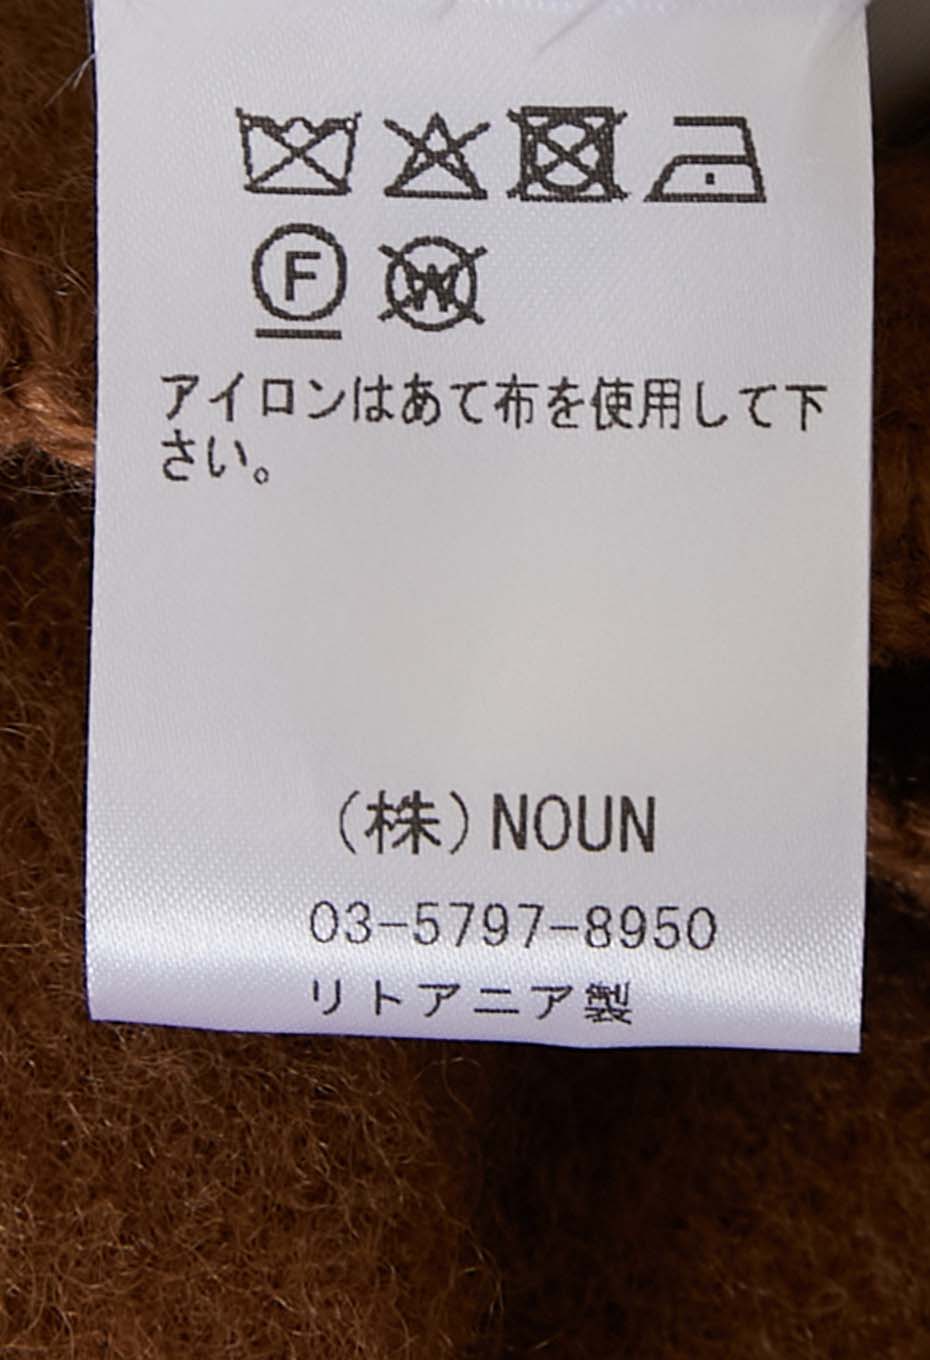 F W
アイロンはあて布を使用して下
さい。
（株）NOUN
03-5797-8950
リトアニア製